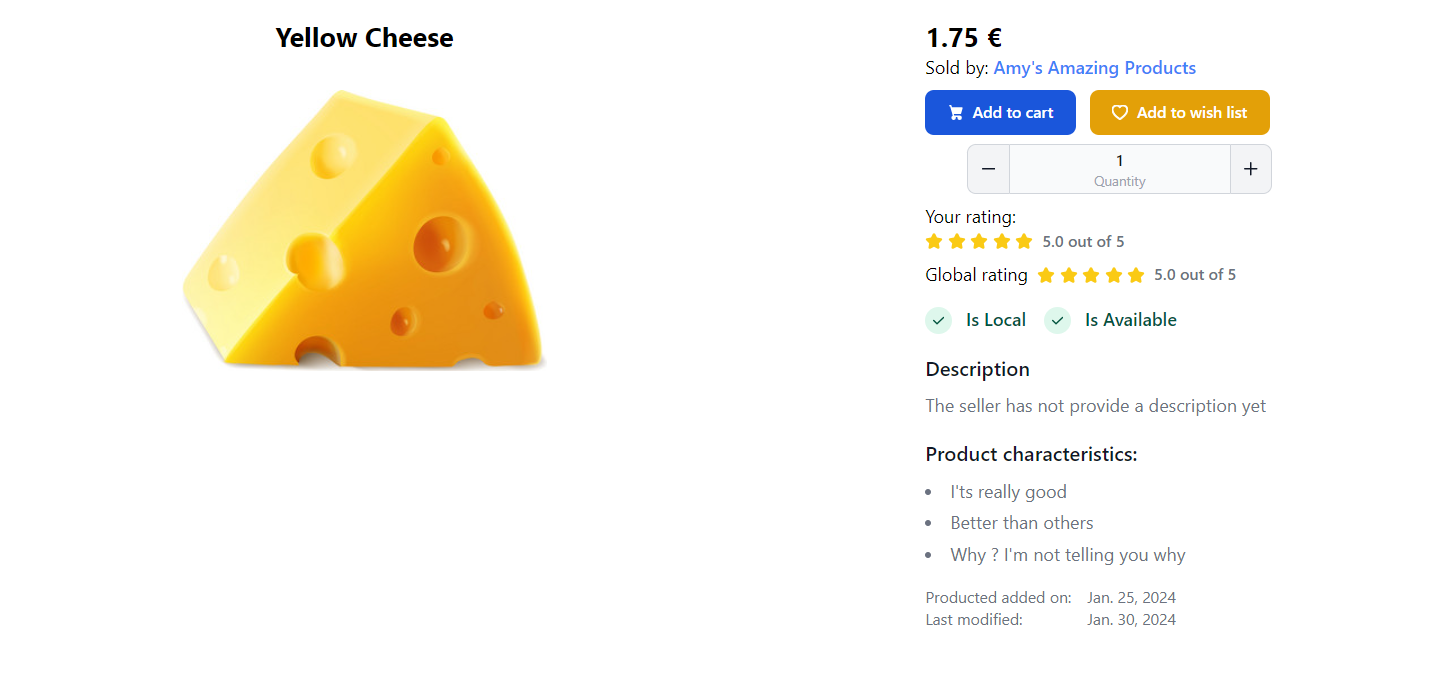 Yellow Cheese
1.75 €
Sold by: Amy's Amazing Products
Add to cart
Add to wish list
1
Quantity
Your rating:
5.0 out of 5
Global rating 5.0 out of 5
Is Local
Is Available
Description
The seller has not provide a description yet
Product characteristics:
• I'ts really good
• Better than others
• Why ? I'm not telling you why
Producted added on: Jan. 25, 2024
Last modified: Jan. 30, 2024